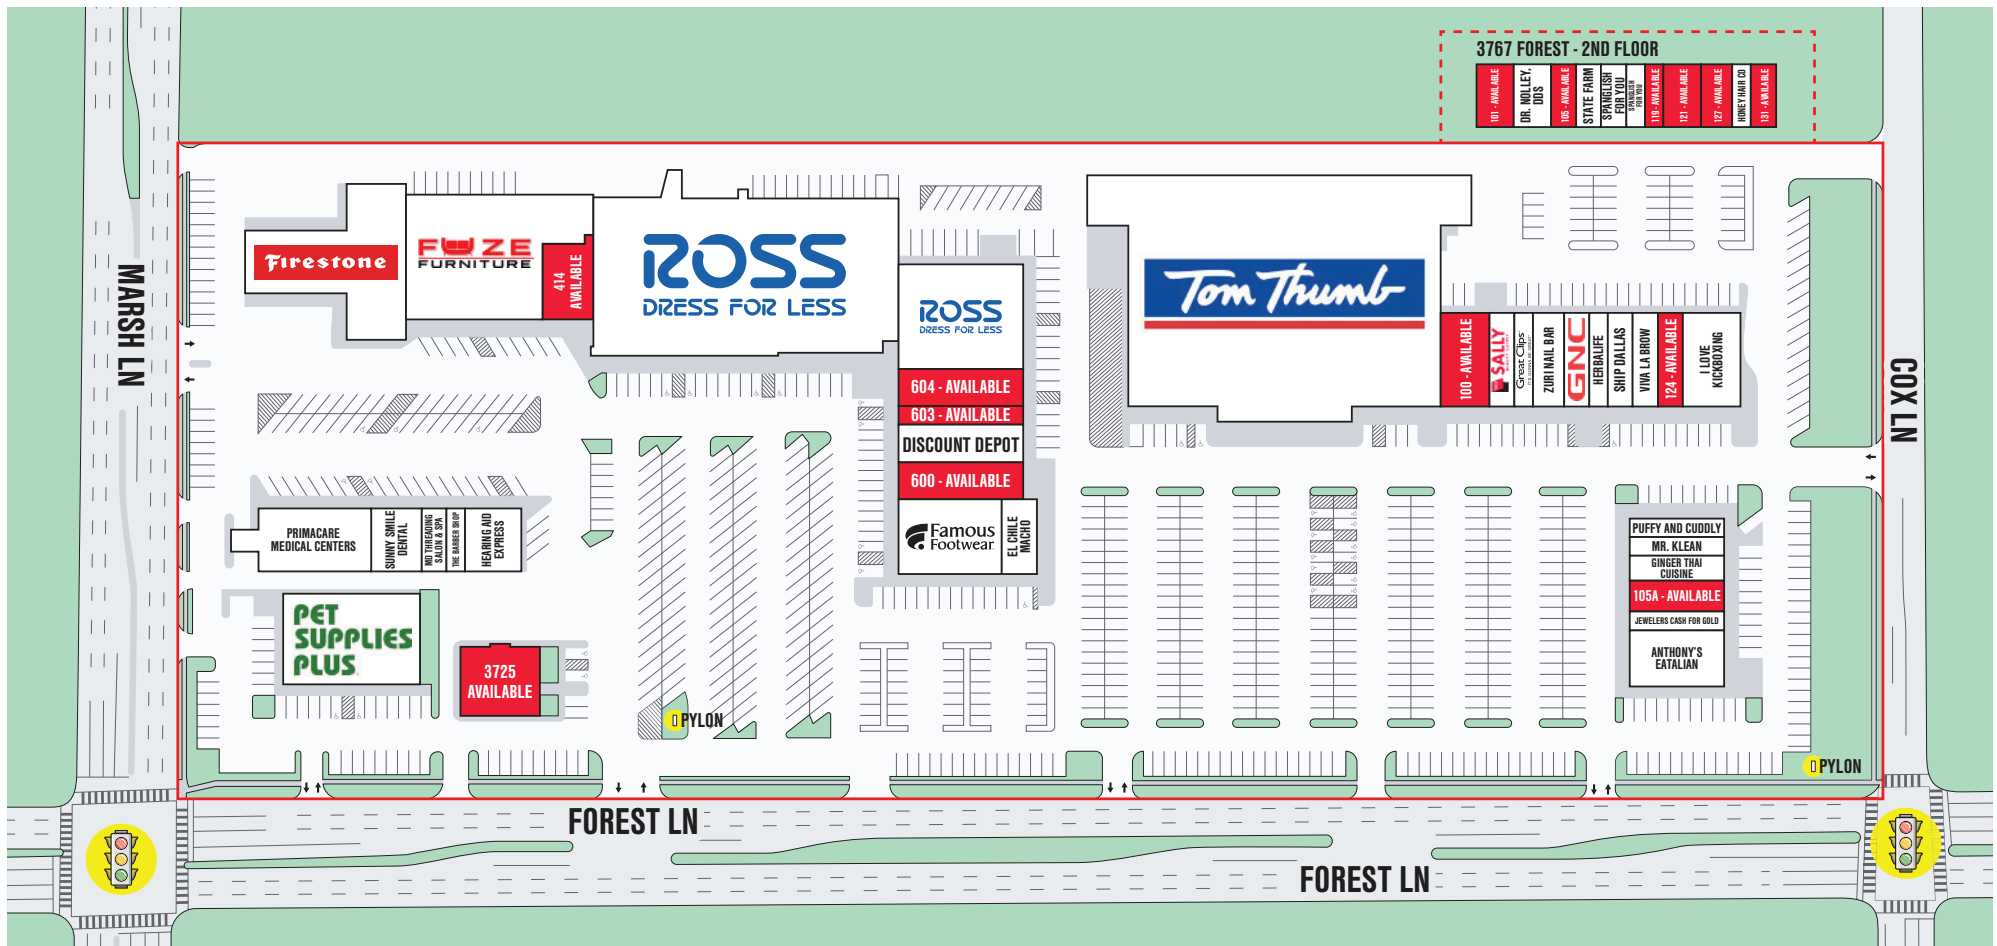 3767 FOREST - 2ND FLOOR
101 - AVAILABLE
DR. NOLLEY,
DDS
105 - AVAILABLE
STATE FARM
SPANGLISH
FOR YOU
SPANGLISH
FOR YOU
119 - AVAILABLE
121 - AVAILABLE
127 - AVAILABLE
HONEY HAIR CO
131 - AVAILABLE
MARSH LN
COX LN
Firestone
FUZE
FURNITURE
414
AVAILABLE
ROSS
DRESS FOR LESS
ROSS
DRESS FOR LESS
604 - AVAILABLE
603 - AVAILABLE
DISCOUNT DEPOT
600 - AVAILABLE
Famous
Footwear
EL CHILE
MACHO
Tom Thumb
100 - AVAILABLE
SALLY
Great Clips
ZURI NAIL BAR
GNC
HERBALIFE
SHIP DALLAS
VIVA LA BROW
124 - AVAILABLE
I LOVE
KICKBOXING
PRIMACARE
MEDICAL CENTERS
SUNNY SMILE
DENTAL
MD THREADING
SALON & SPA
THE BARBER SHOP
HEARING AID
EXPRESS
PET
SUPPLIES
PLUS
3725
AVAILABLE
PUFFY AND CUDDLY
MR. KLEAN
GINGER THAI
CUISINE
105A - AVAILABLE
JEWELERS CASH FOR GOLD
ANTHONY'S
EATALIAN
PYLON
PYLON
FOREST LN
FOREST LN